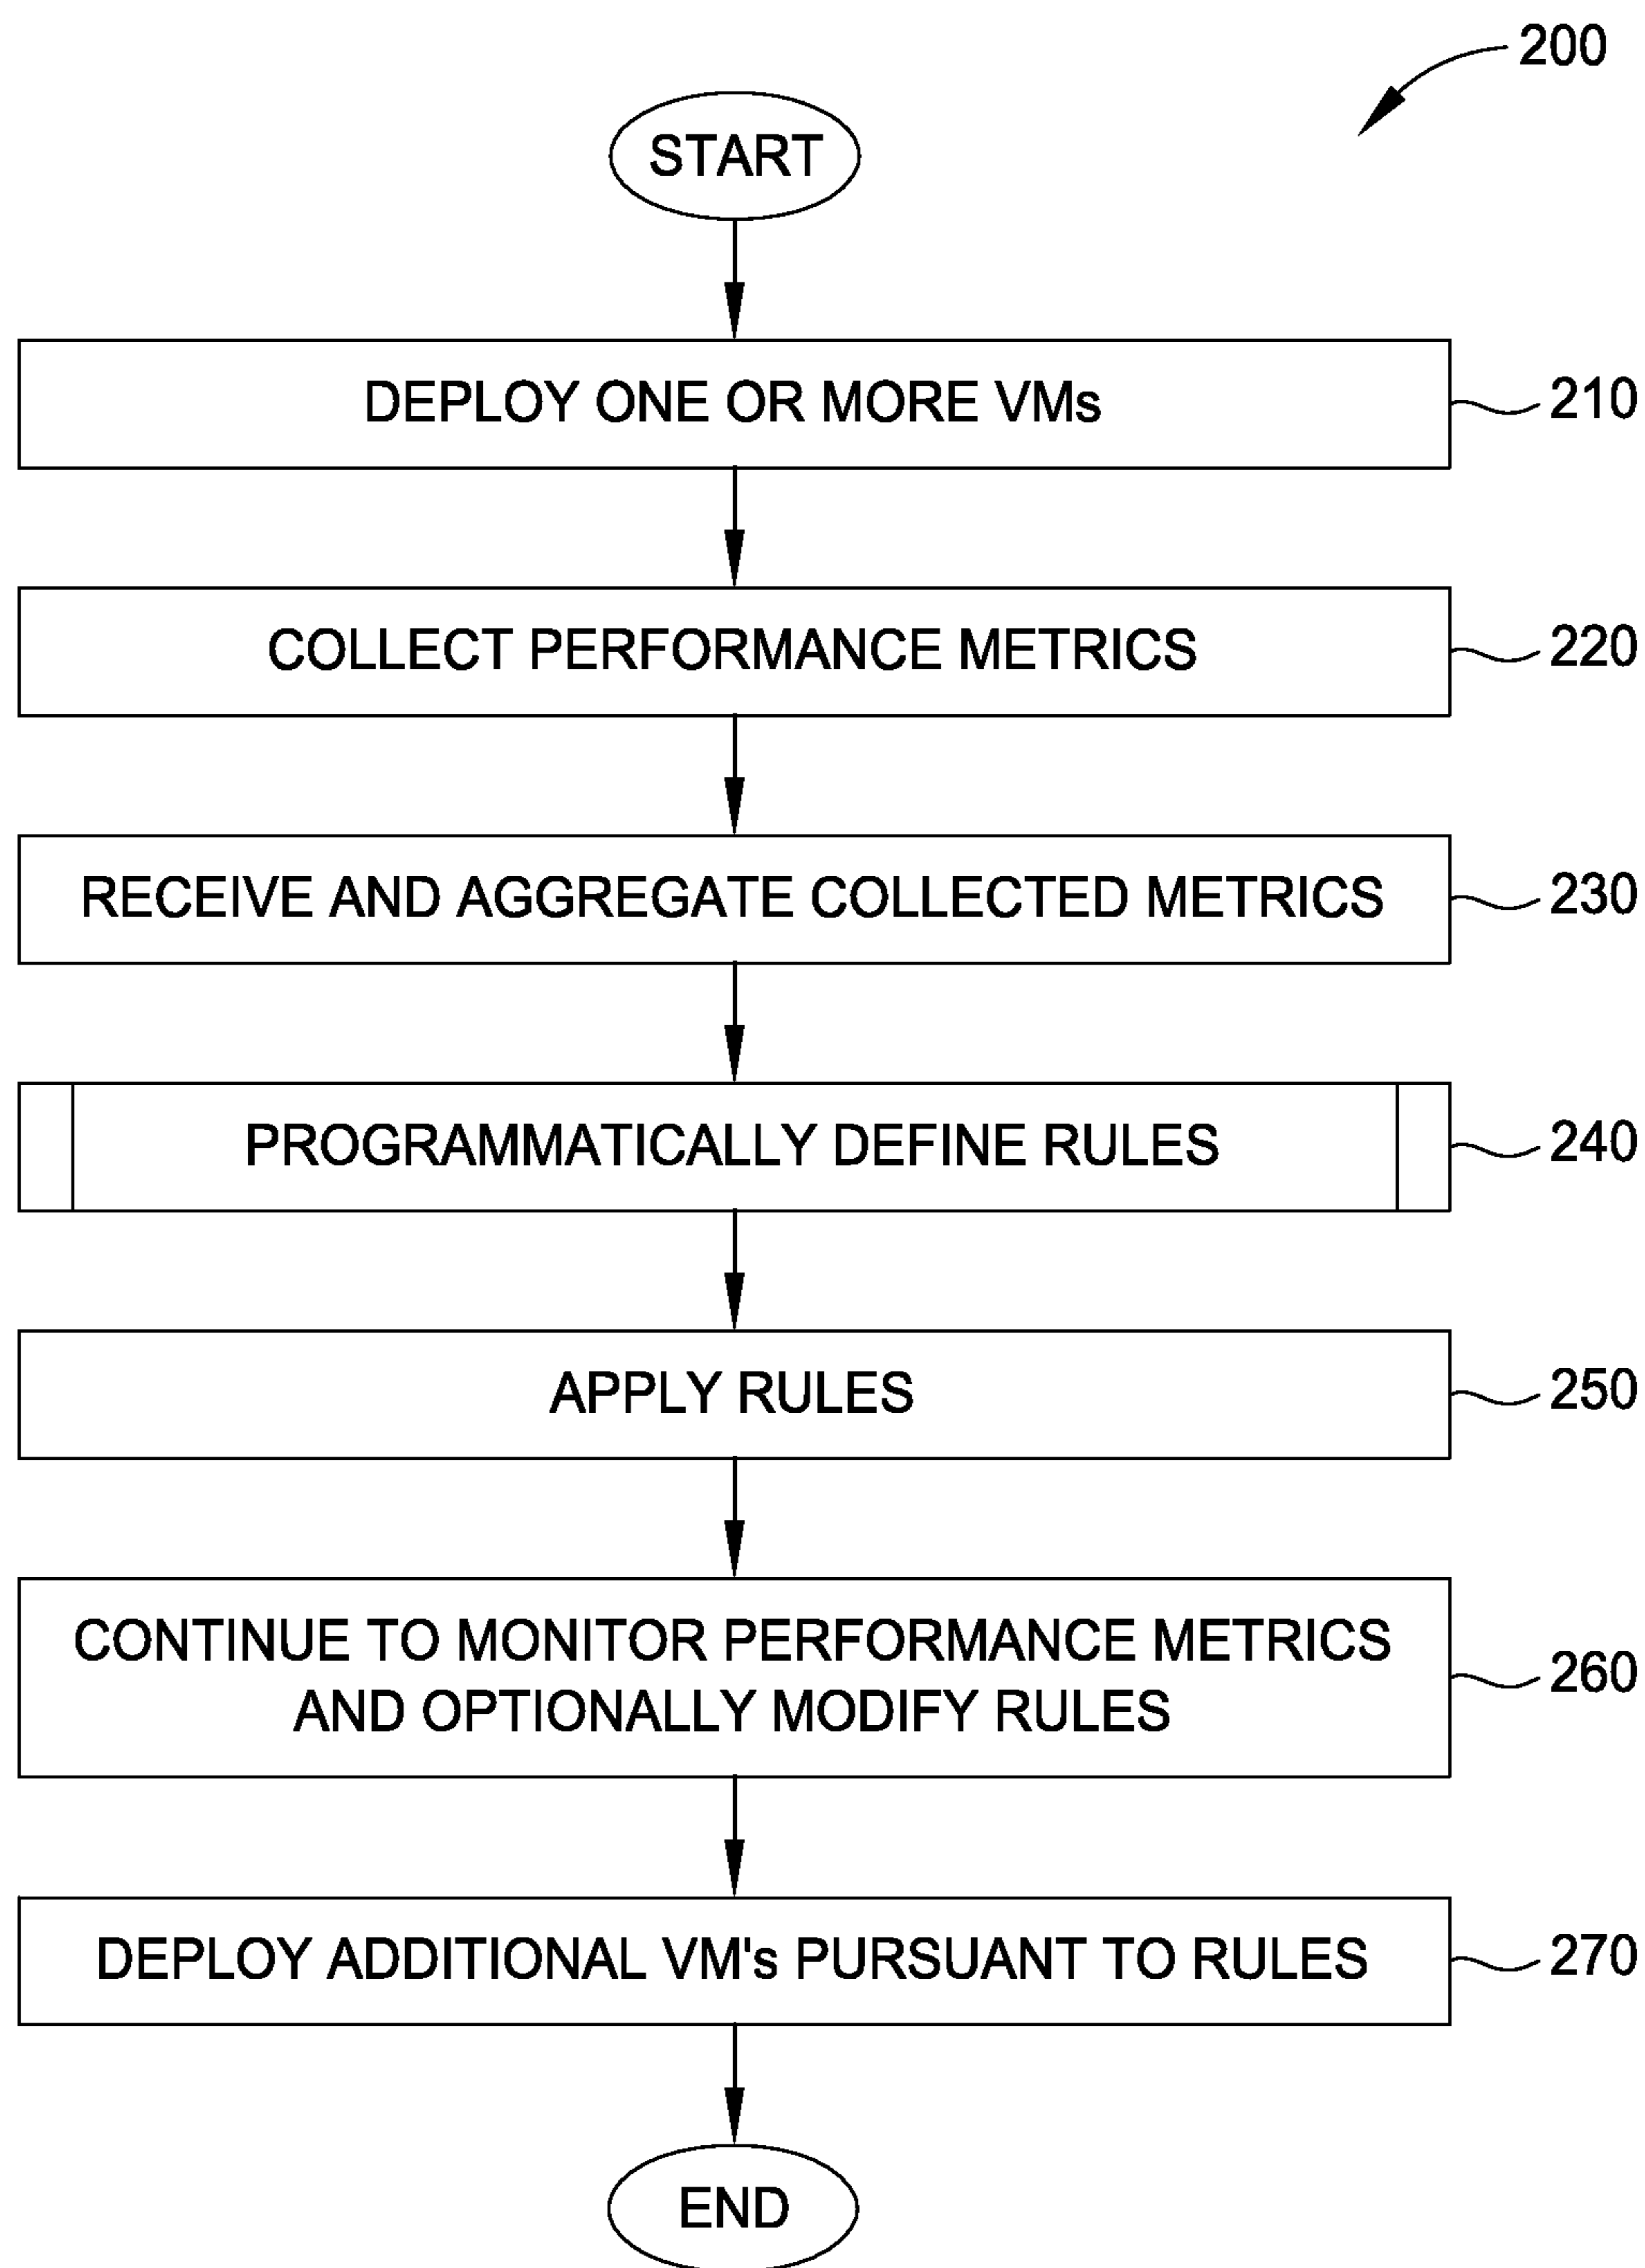 200
START
DEPLOY ONE OR MORE VMs
210
COLLECT PERFORMANCE METRICS
220
RECEIVE AND AGGREGATE COLLECTED METRICS
230
PROGRAMMATICALLY DEFINE RULES
240
APPLY RULES
250
CONTINUE TO MONITOR PERFORMANCE METRICS
AND OPTIONALLY MODIFY RULES
260
DEPLOY ADDITIONAL VM's PURSUANT TO RULES
270
END